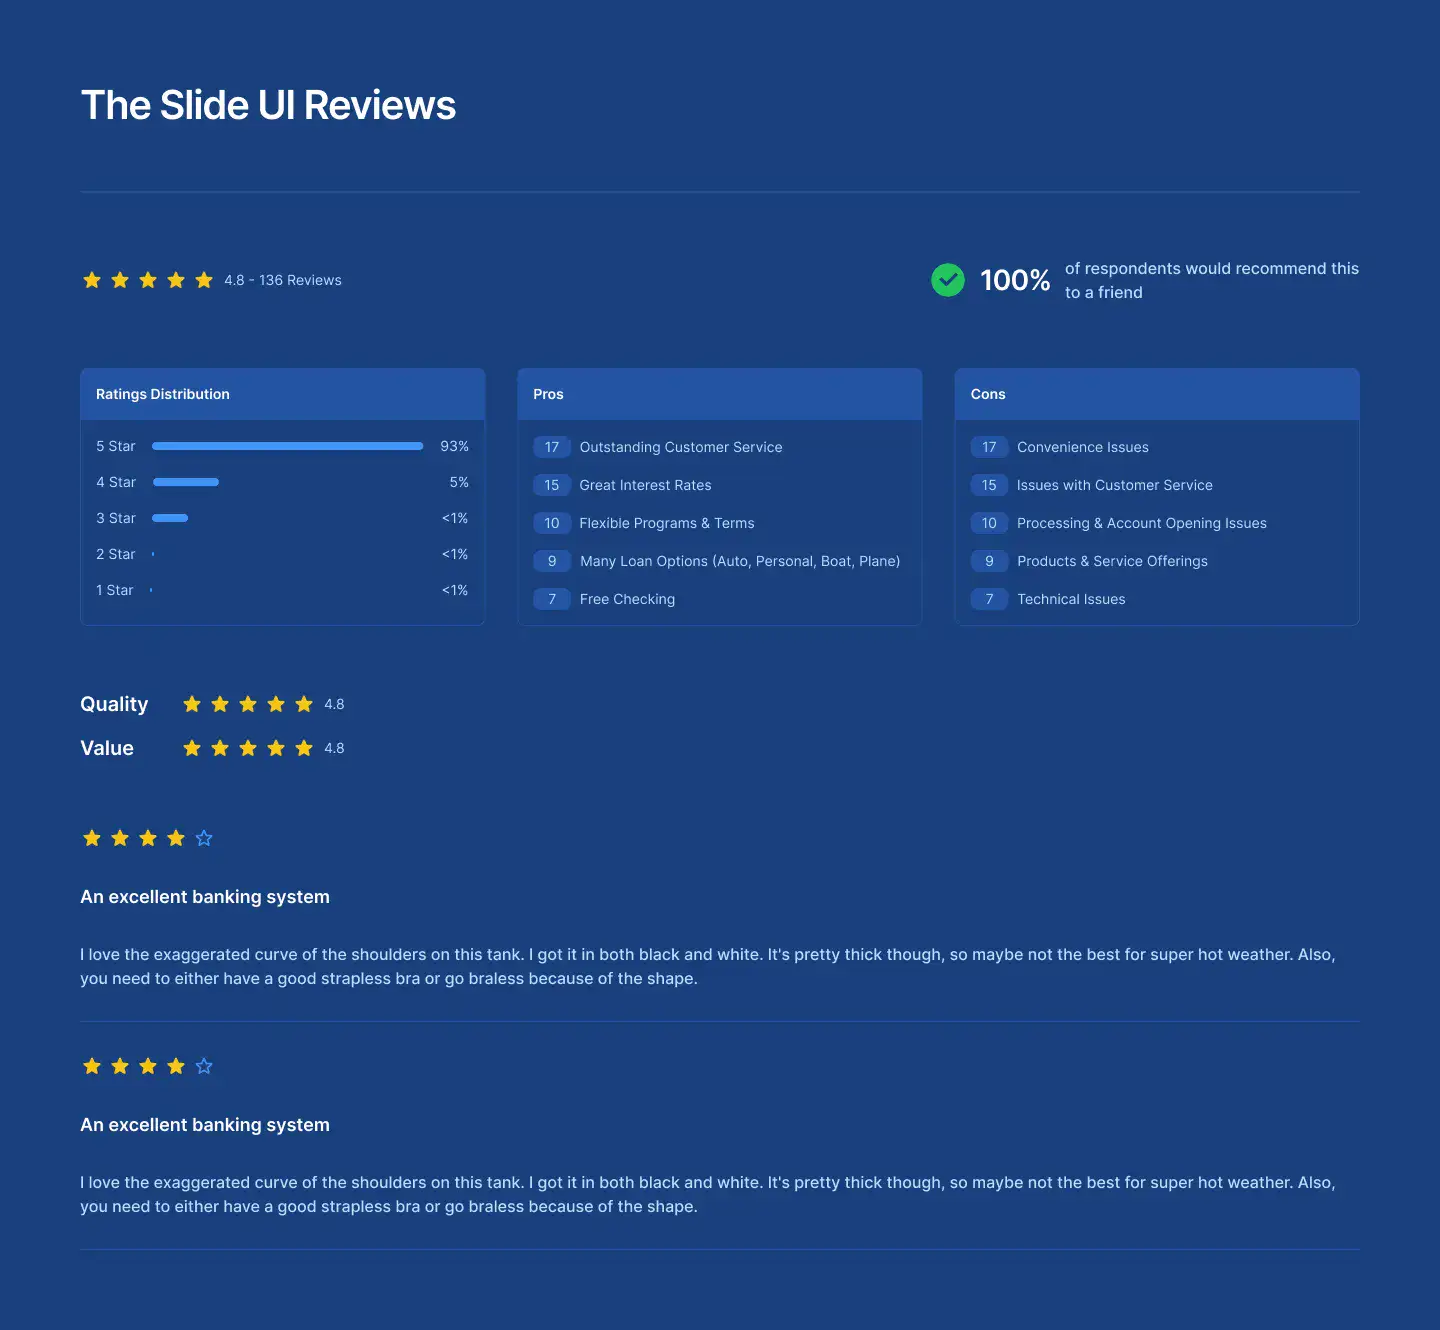 The Slide UI Reviews
4.8 - 136 Reviews
100%
of respondents would recommend this
to a friend
Ratings Distribution
5 Star 93%
4 Star 5%
3 Star <1%
2 Star <1%
1 Star <1%
Pros
17 Outstanding Customer Service
15 Great Interest Rates
10 Flexible Programs & Terms
9 Many Loan Options (Auto, Personal, Boat, Plane)
7 Free Checking
Cons
17 Convenience Issues
15 Issues with Customer Service
10 Processing & Account Opening Issues
9 Products & Service Offerings
7 Technical Issues
Quality 4.8
Value 4.8
An excellent banking system
I love the exaggerated curve of the shoulders on this tank. I got it in both black and white. It's pretty thick though, so maybe not the best for super hot weather. Also,
you need to either have a good strapless bra or go braless because of the shape.
An excellent banking system
I love the exaggerated curve of the shoulders on this tank. I got it in both black and white. It's pretty thick though, so maybe not the best for super hot weather. Also,
you need to either have a good strapless bra or go braless because of the shape.